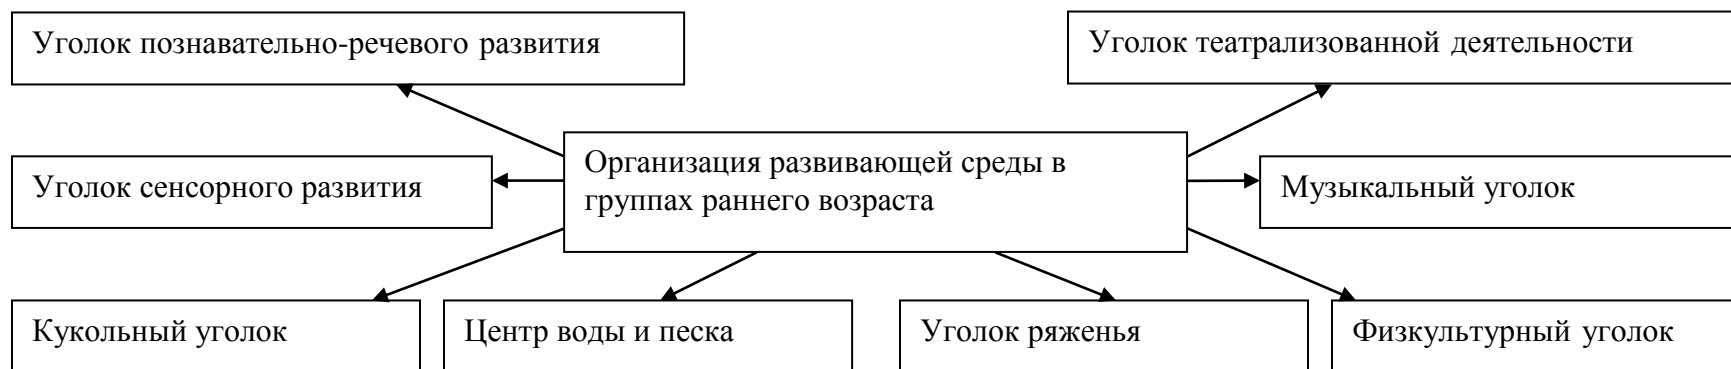 Уголок познавательно-речевого развития
Уголок театрализованной деятельности
Организация развивающей среды в
группах раннего возраста
Уголок сенсорного развития
Музыкальный уголок
Кукольный уголок
Центр воды и песка
Уголок ряженья
Физкультурный уголок